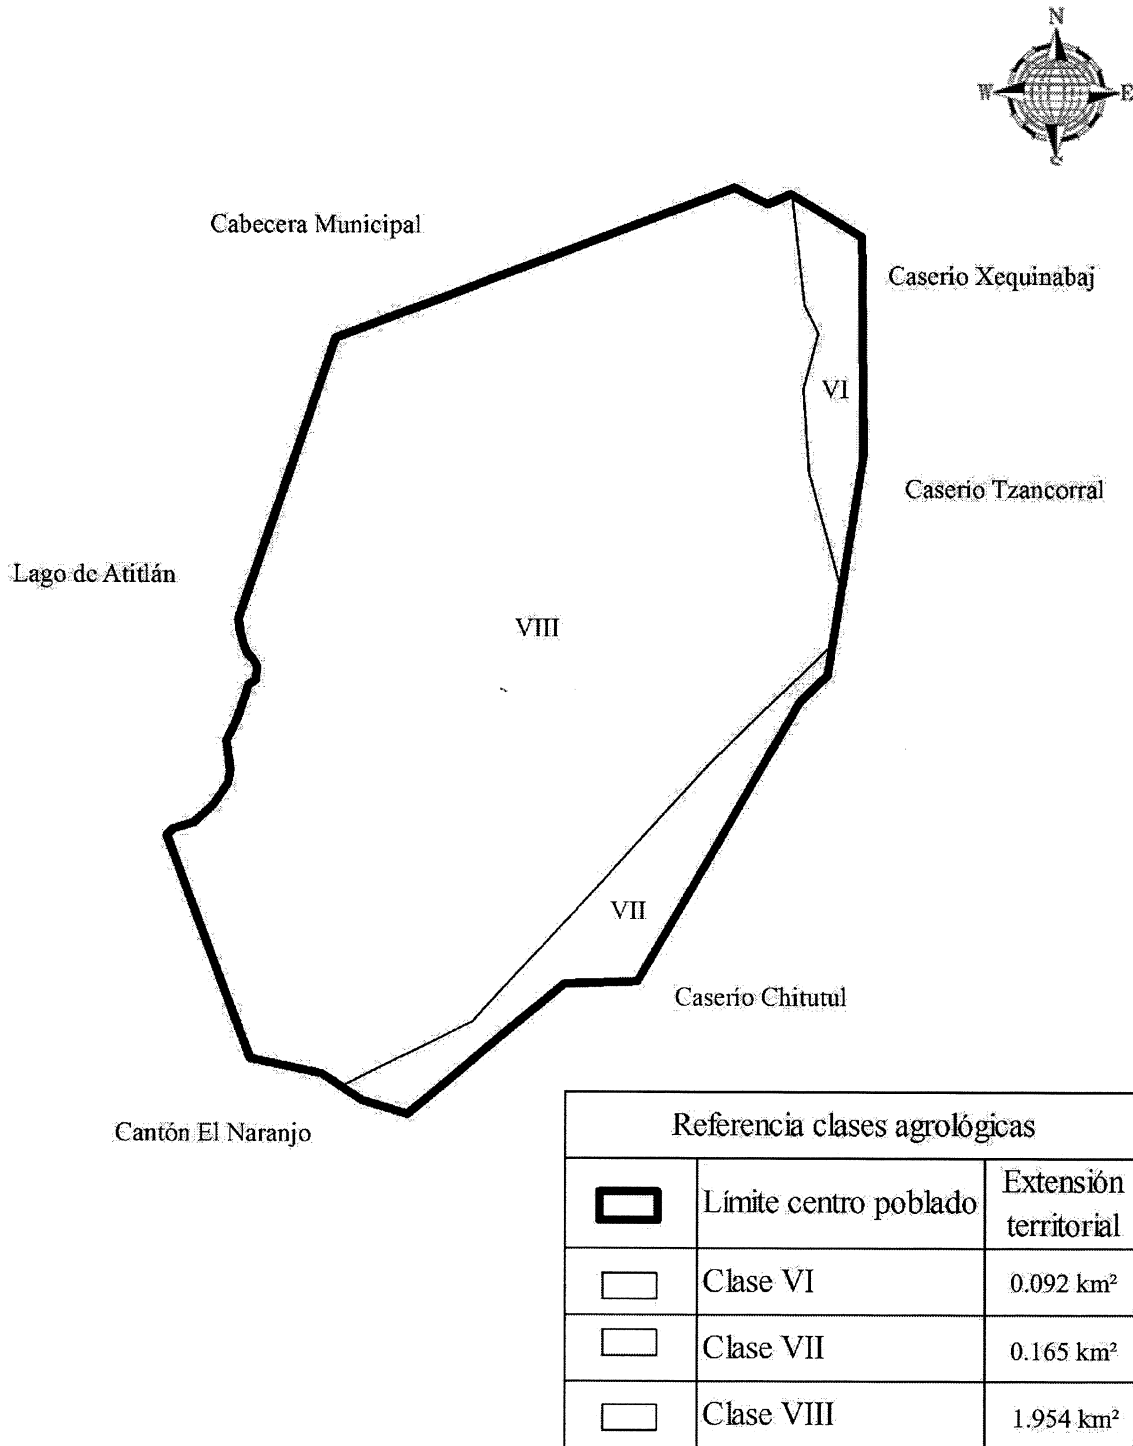 N
W E
S
Cabecera Municipal
Caserio Xequinabaj
VI
Caserio Tzancorral
Lago de Atitlán
VIII
VII
Caserío Chitutul
Cantón El Naranjo
Referencia clases agrológicas
Límite centro poblado
Extensión
territorial
Clase VI 0.092 km²
Clase VII 0.165 km²
Clase VIII 1.954 km²